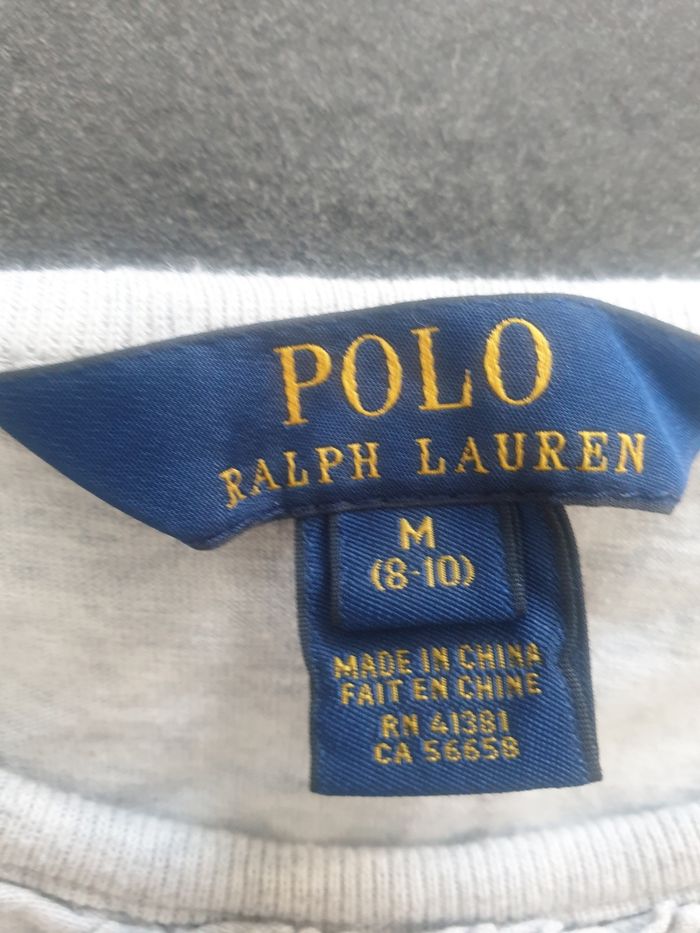 POLO
RALPH LAUREN
M
(8-10)
MADE IN CHINA
FAIT EN CHINE
RN 41381
CA 56658